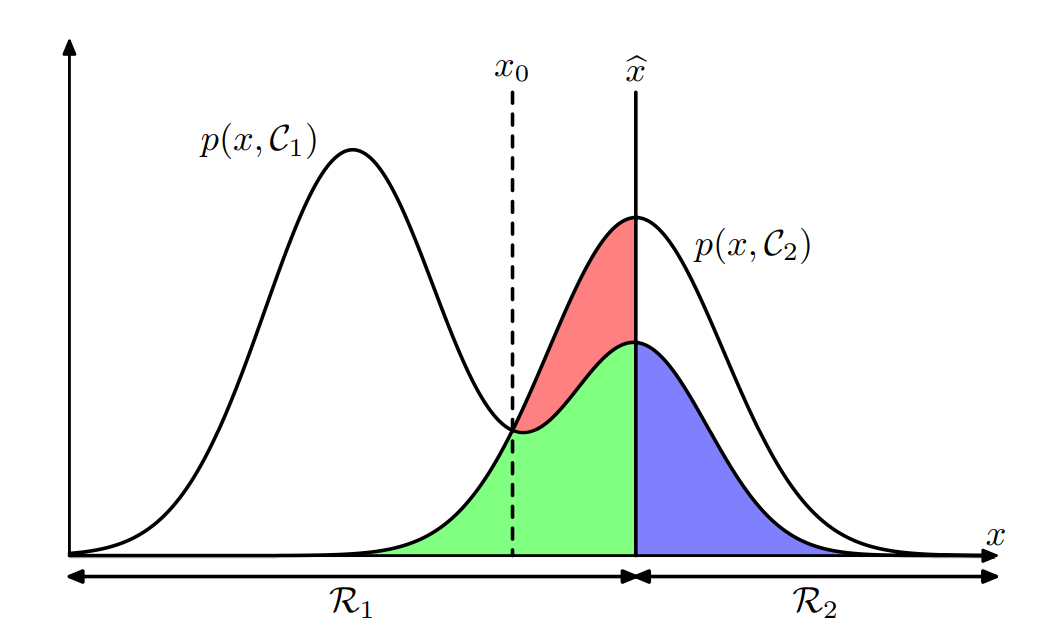 x₀
x̂
p(x, 𝒞₁)
p(x, 𝒞₂)
x
ℛ₁
ℛ₂